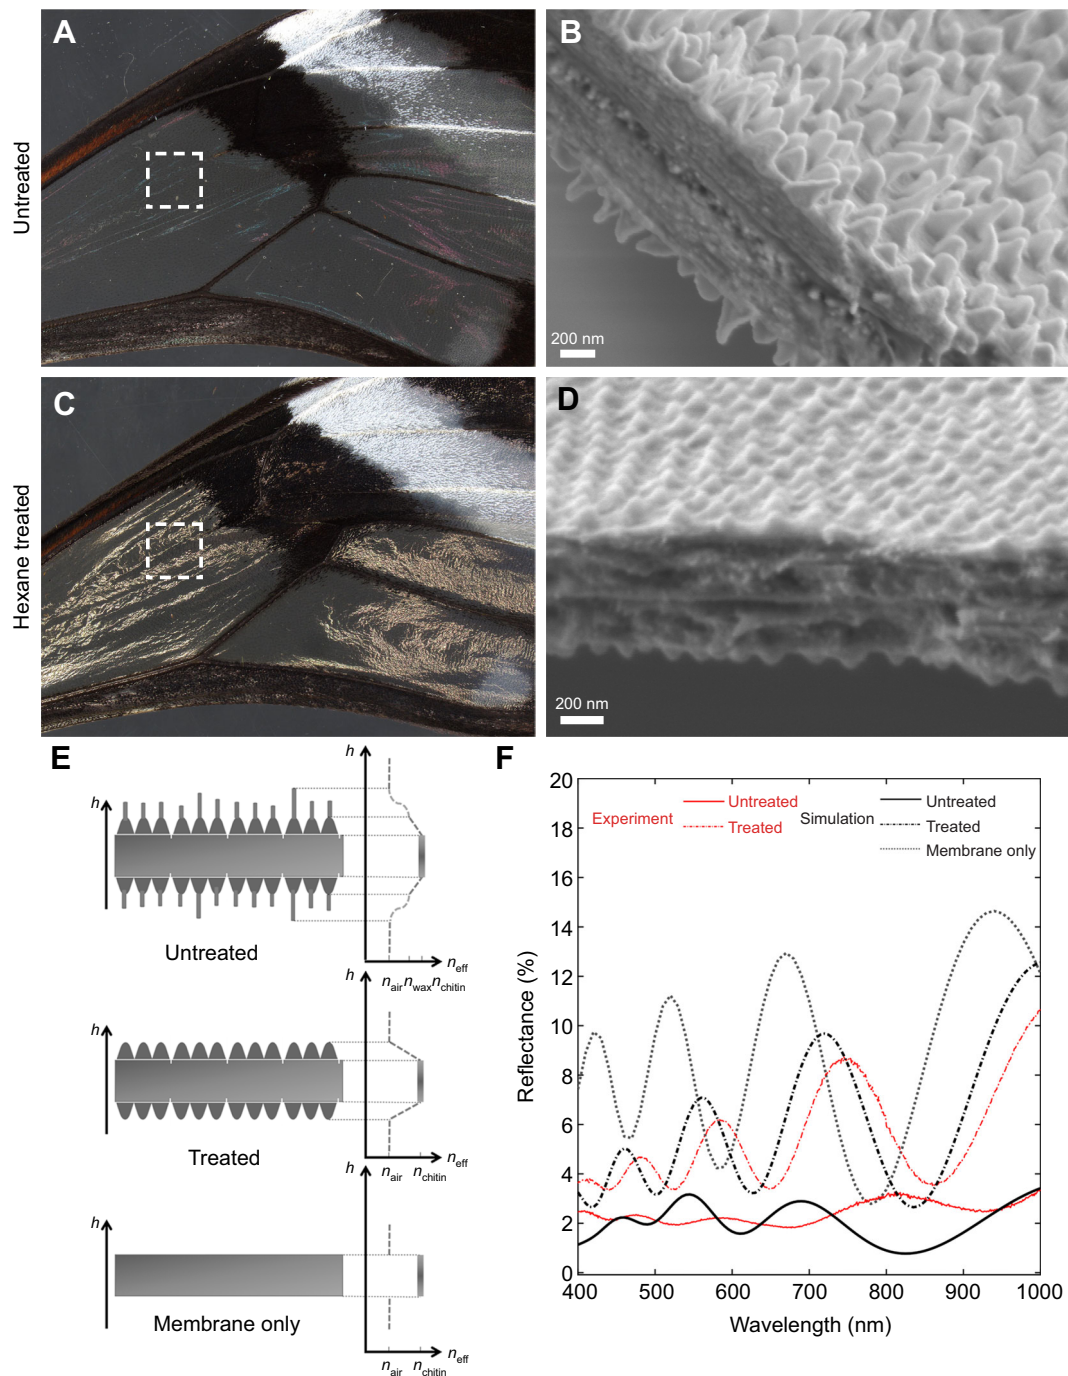 A
B
Untreated
200 nm
C
D
Hexane treated
200 nm
E
h
h
Untreated
n_eff
n_air n_wax n_chitin
h
h
Treated
n_eff
n_air n_chitin
h
h
Membrane only
n_eff
n_air n_chitin
F
20
18
16
14
12
10
8
6
4
2
0
Reflectance (%)
Experiment
Untreated
Treated
Simulation
Untreated
Treated
Membrane only
400 500 600 700 800 900 1000
Wavelength (nm)